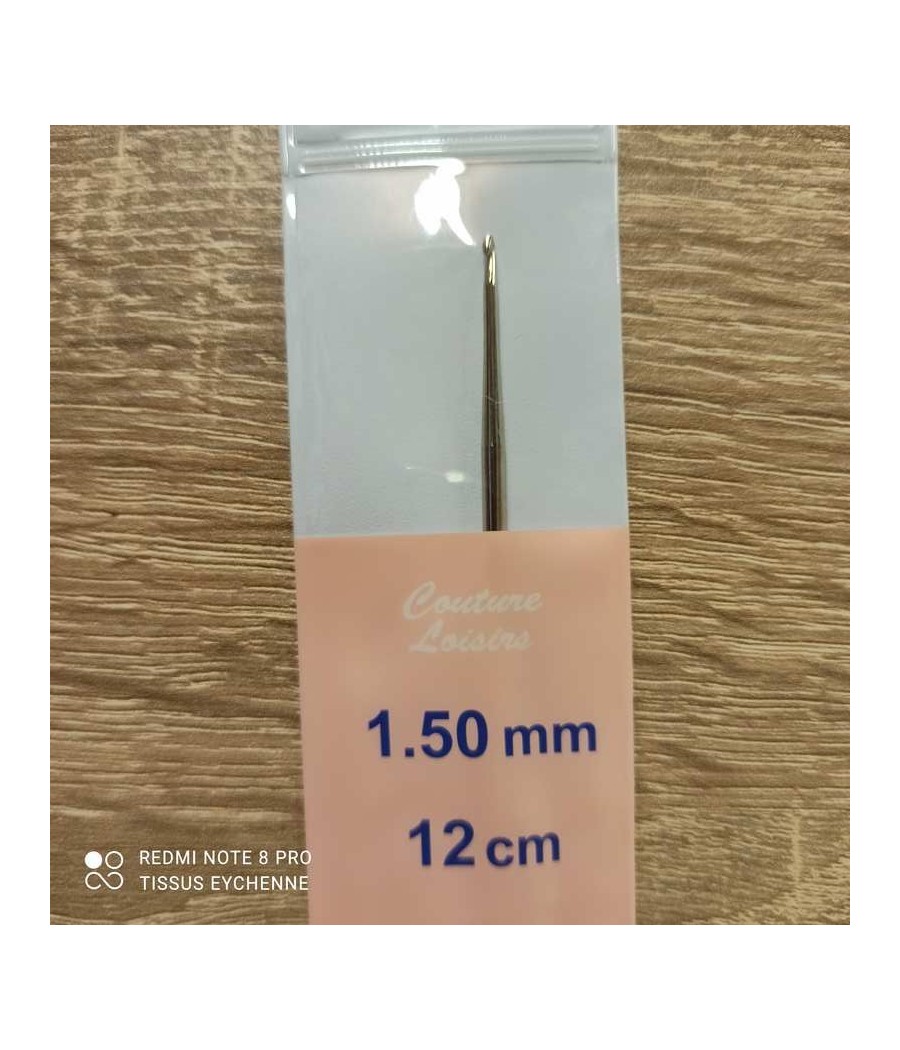 Couture
Loisirs
1.50 mm
12 cm
REDMI NOTE 8 PRO
TISSUS EYCHENNE